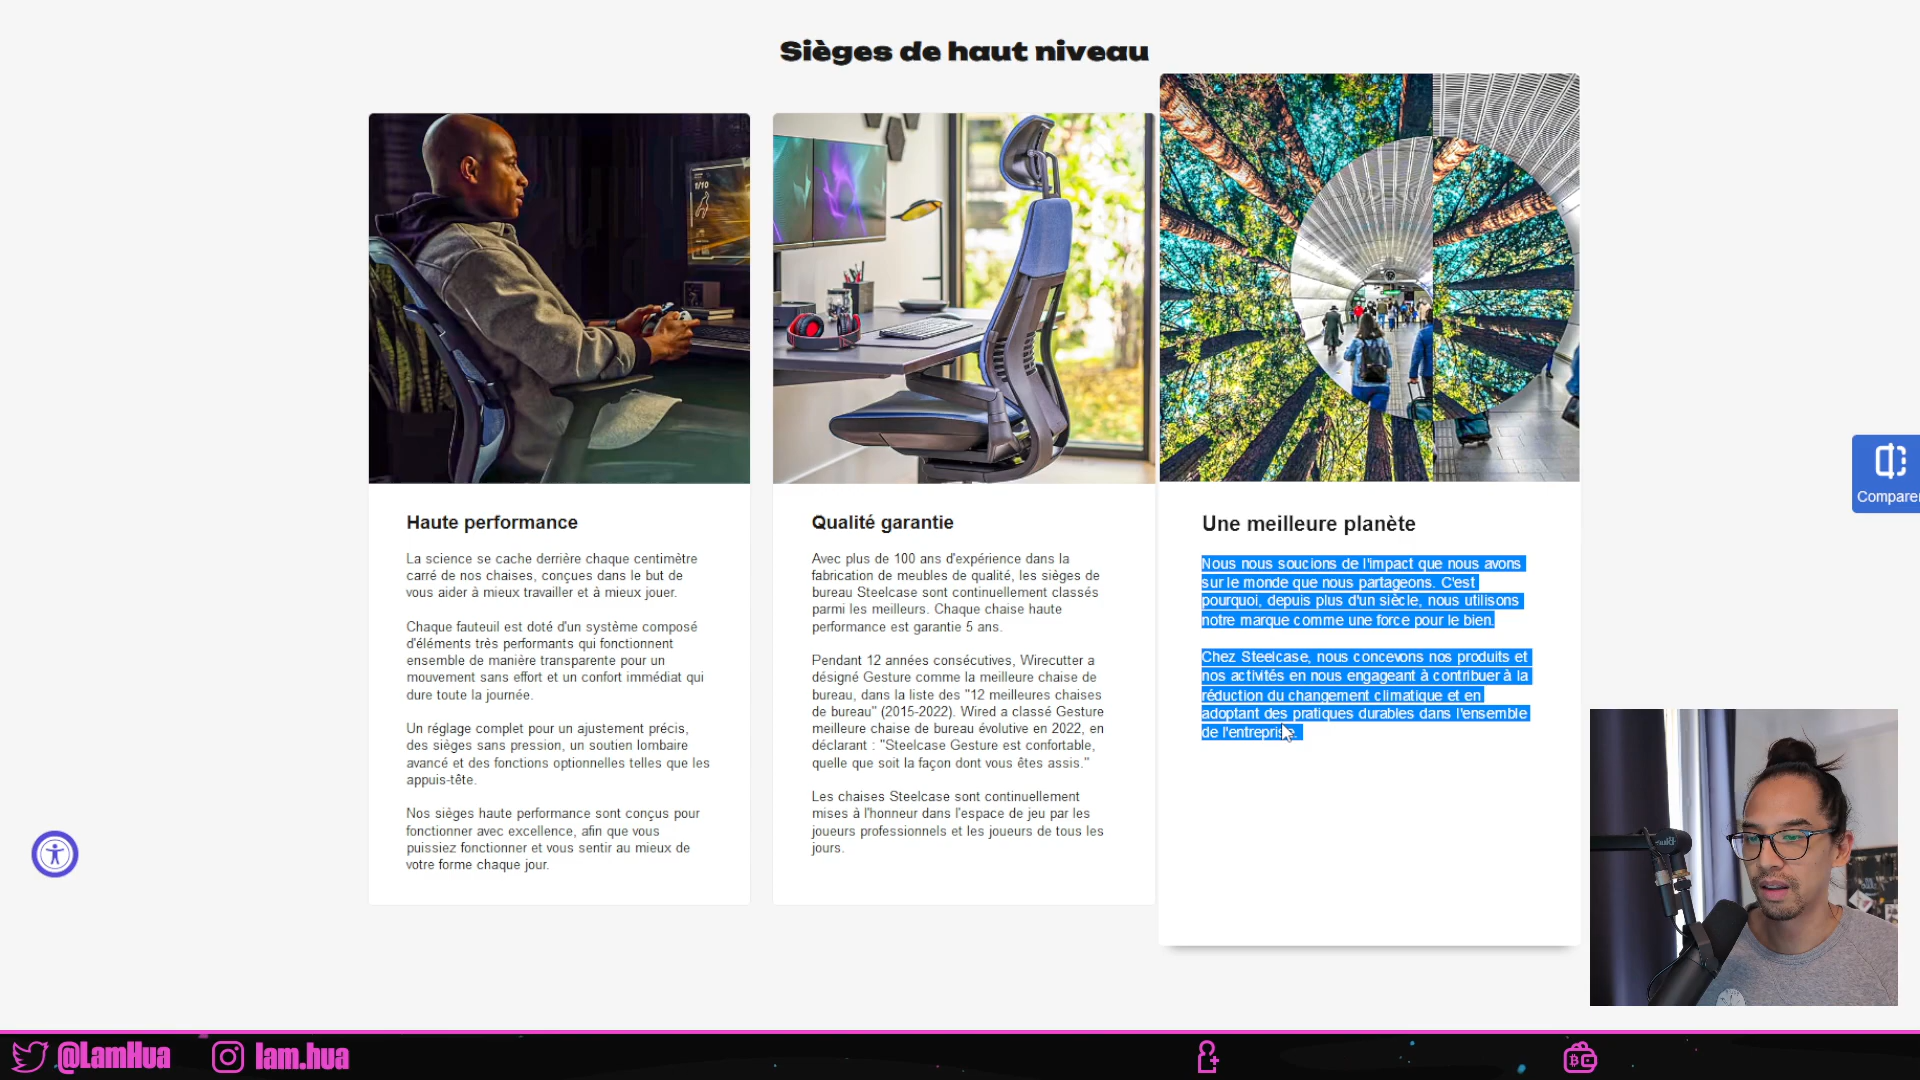 Sièges de haut niveau
1/10
Haute performance
La science se cache derrière chaque centimètre
carré de nos chaises, conçues dans le but de
vous aider à mieux travailler et à mieux jouer.
Chaque fauteuil est doté d'un système composé
d'éléments très performants qui fonctionnent
ensemble de manière transparente pour un
mouvement sans effort et un confort immédiat qui
dure toute la journée.
Un réglage complet pour un ajustement précis,
des sièges sans pression, un soutien lombaire
avancé et des fonctions optionnelles telles que les
appuis-tête.
Nos sièges haute performance sont conçus pour
fonctionner avec excellence, afin que vous
puissiez fonctionner et vous sentir au mieux de
votre forme chaque jour.
Qualité garantie
Avec plus de 100 ans d'expérience dans la
fabrication de meubles de qualité, les sièges de
bureau Steelcase sont continuellement classés
parmi les meilleurs. Chaque chaise haute
performance est garantie 5 ans.
Pendant 12 années consécutives, Wirecutter a
désigné Gesture comme la meilleure chaise de
bureau, dans la liste des "12 meilleures chaises
de bureau" (2015-2022). Wired a classé Gesture
meilleure chaise de bureau évolutive en 2022, en
déclarant : "Steelcase Gesture est confortable,
quelle que soit la façon dont vous êtes assis."
Les chaises Steelcase sont continuellement
mises à l'honneur dans l'espace de jeu par les
joueurs professionnels et les joueurs de tous les
jours.
Une meilleure planète
Nous nous soucions de l'impact que nous avons
sur le monde que nous partageons. C'est
pourquoi, depuis plus d'un siècle, nous utilisons
notre marque comme une force pour le bien.
Chez Steelcase, nous concevons nos produits et
nos activités en nous engageant à contribuer à la
réduction du changement climatique et en
adoptant des pratiques durables dans l'ensemble
de l'entreprise.
Comparer
@LamHua
lam.hua